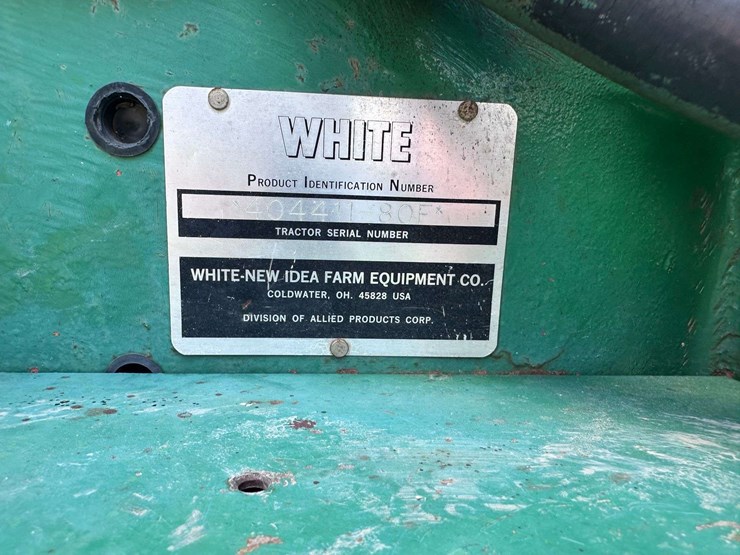 WHITE
PRODUCT IDENTIFICATION NUMBER
TRACTOR SERIAL NUMBER
WHITE-NEW IDEA FARM EQUIPMENT CO.
COLDWATER, OH. 45828 USA
DIVISION OF ALLIED PRODUCTS CORP.